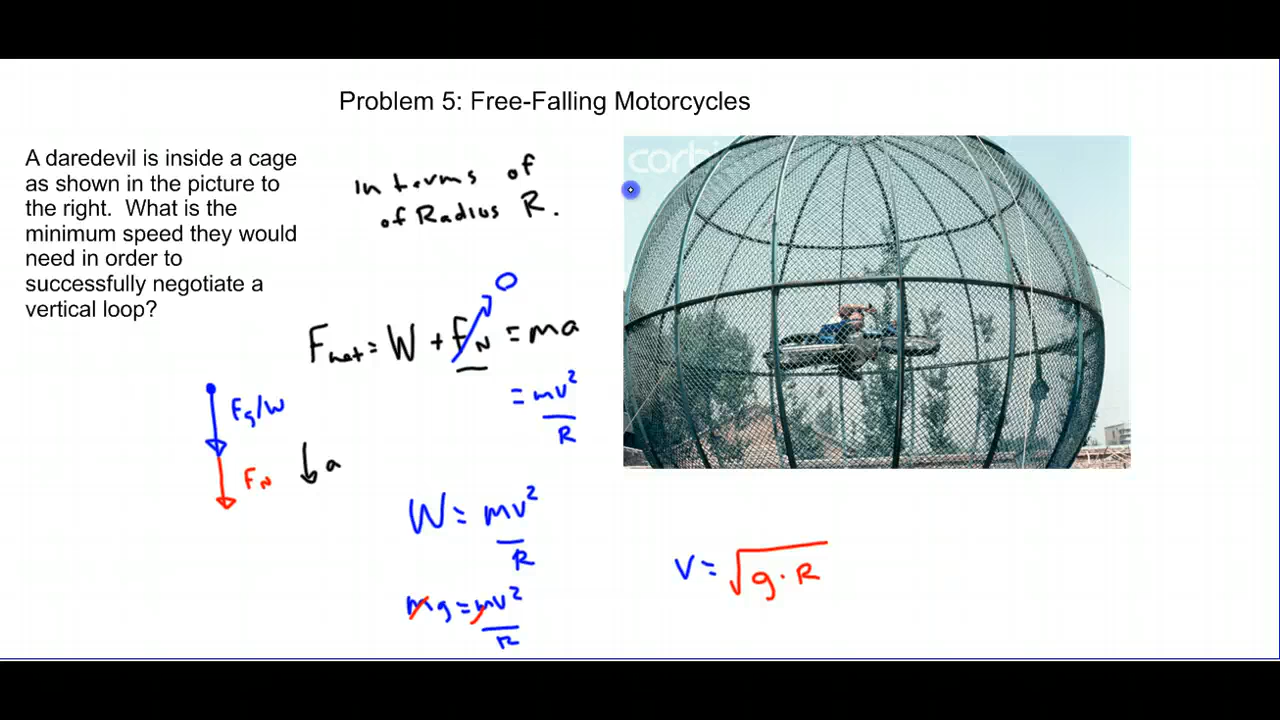 Problem 5: Free-Falling Motorcycles
A daredevil is inside a cage
as shown in the picture to
the right. What is the
minimum speed they would
need in order to
successfully negotiate a
vertical loop?
In terms of
of Radius R.
corbi
0
Fnet = W + FN = ma
= mv²
R
Fg/W
FN
a
W = mv²
R
mg = mv²
R
v = √g · R